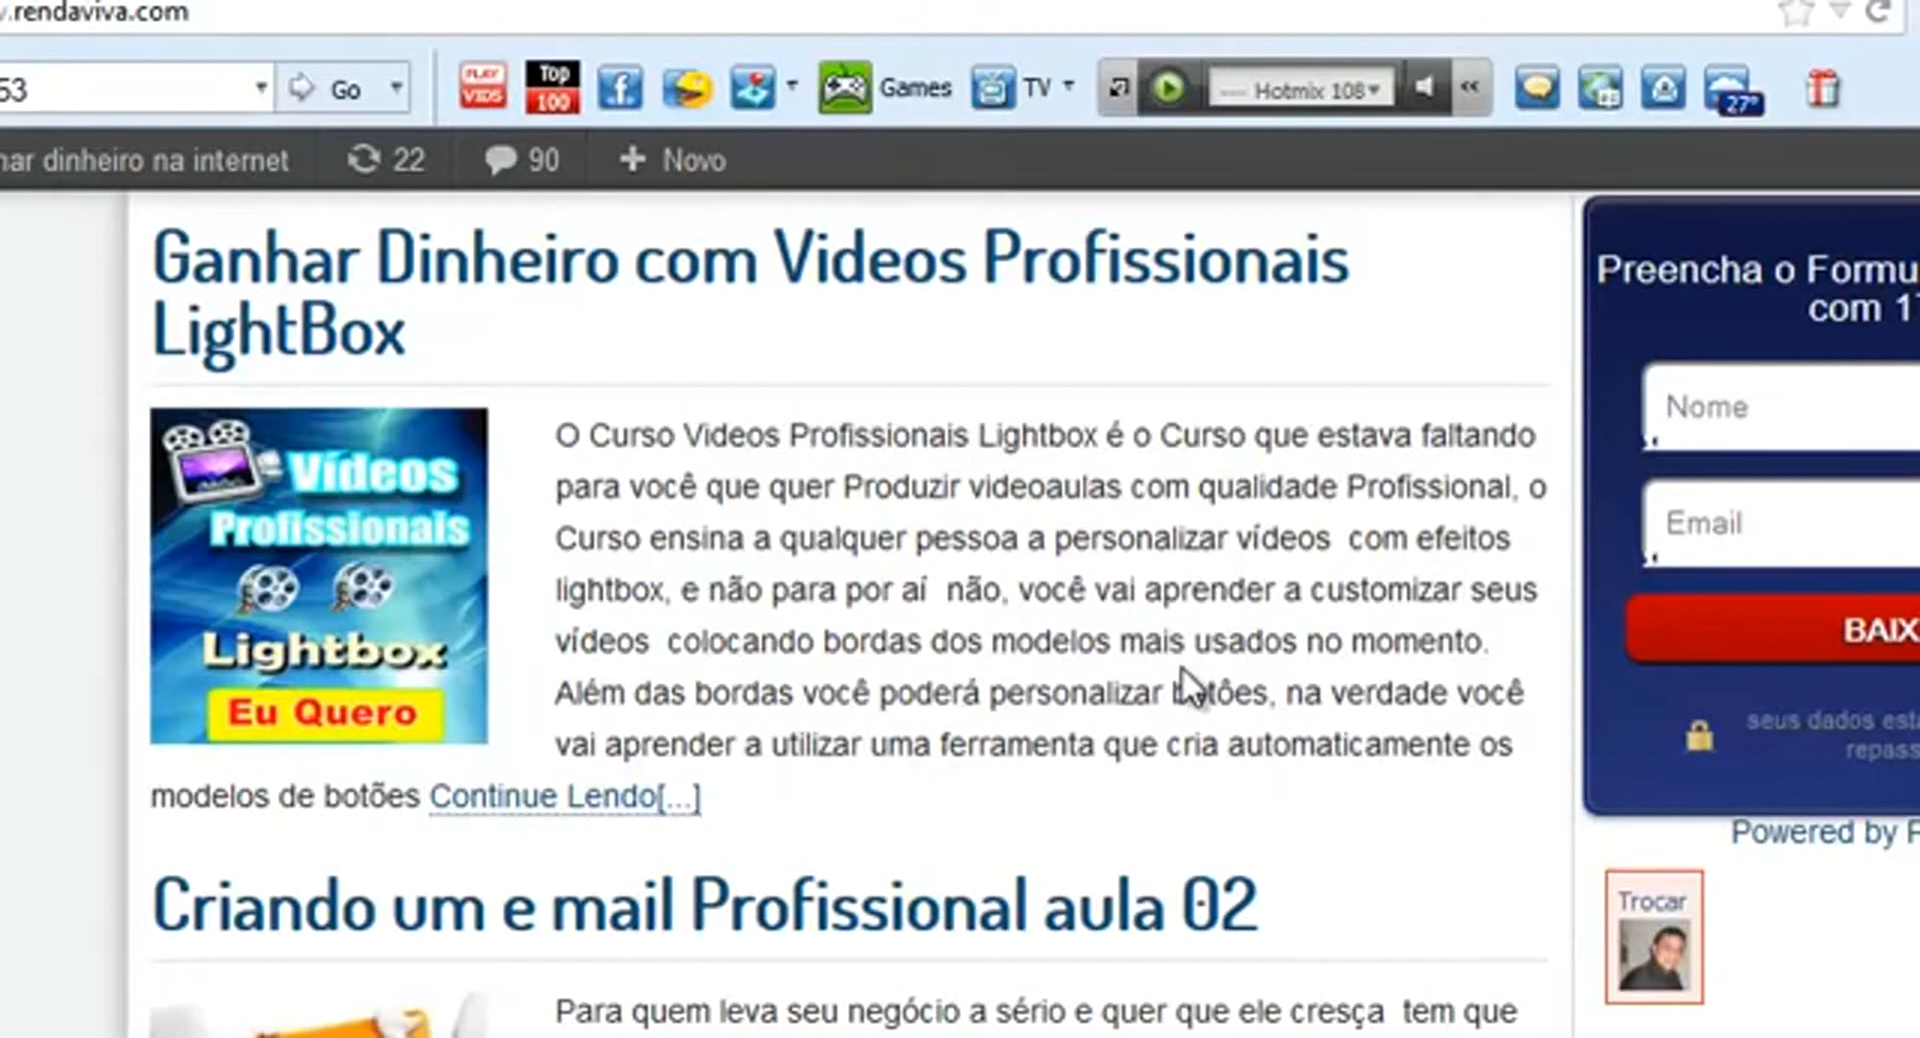 .rendaviva.com
53 Go PLAY VIDS Top 100 Games TV Hotmix 108 27°
har dinheiro na internet 22 90 + Novo
Ganhar Dinheiro com Videos Profissionais
LightBox
Vídeos
Profissionais
Lightbox
Eu Quero
O Curso Videos Profissionais Lightbox é o Curso que estava faltando
para você que quer Produzir videoaulas com qualidade Profissional, o
Curso ensina a qualquer pessoa a personalizar vídeos com efeitos
lightbox, e não para por aí não, você vai aprender a customizar seus
vídeos colocando bordas dos modelos mais usados no momento.
Além das bordas você poderá personalizar botões, na verdade você
vai aprender a utilizar uma ferramenta que cria automaticamente os
modelos de botões Continue Lendo[...]
Criando um e mail Profissional aula 02
Para quem leva seu negócio a sério e quer que ele cresça tem que
Preencha o Formu
com 1
Nome
Email
BAIX
seus dados est
repass
Powered by
Trocar